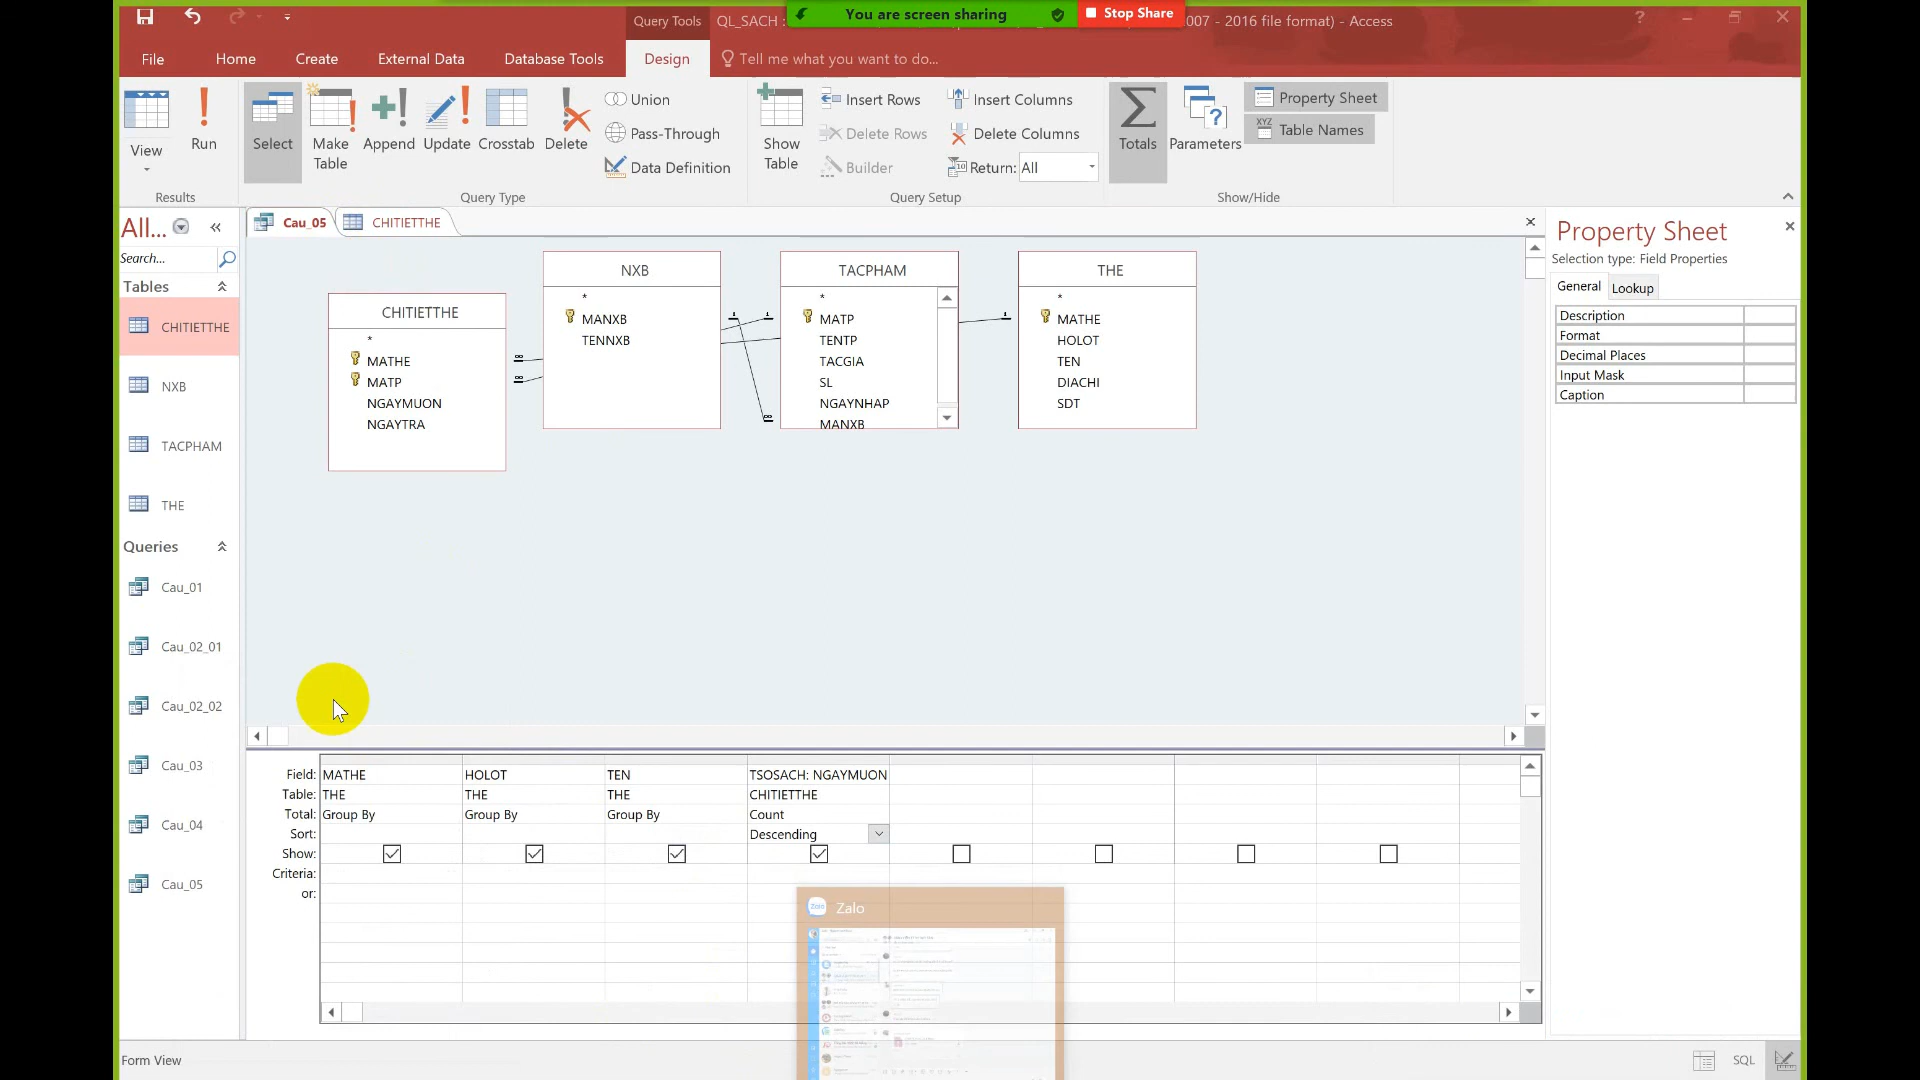 You are screen sharing
Stop Share
Query Tools
QL_SACH :
007 - 2016 file format) - Access
File
Home
Create
External Data
Database Tools
Design
Tell me what you want to do...
View
Run
Select
Make Table
Append
Update
Crosstab
Delete
Union
Pass-Through
Data Definition
Show Table
Insert Rows
Delete Rows
Builder
Insert Columns
Delete Columns
Return: All
Totals
Parameters
Property Sheet
XYZ Table Names
Results
Query Type
Query Setup
Show/Hide
All...
Search...
Tables
CHITIETTHE
NXB
TACPHAM
THE
Queries
Cau_01
Cau_02_01
Cau_02_02
Cau_03
Cau_04
Cau_05
Cau_05
CHITIETTHE
CHITIETTHE
*
MATHE
MATP
NGAYMUON
NGAYTRA
NXB
*
MANXB
TENNXB
TACPHAM
*
MATP
TENTP
TACGIA
SL
NGAYNHAP
MANXB
THE
*
MATHE
HOLOT
TEN
DIACHI
SDT
Property Sheet
Selection type: Field Properties
General
Lookup
Description
Format
Decimal Places
Input Mask
Caption
Field: MATHE HOLOT TEN TSOSACH: NGAYMUON
Table: THE THE THE CHITIETTHE
Total: Group By Group By Group By Count
Sort: Descending
Show:
Criteria:
or:
Zalo
Form View
SQL